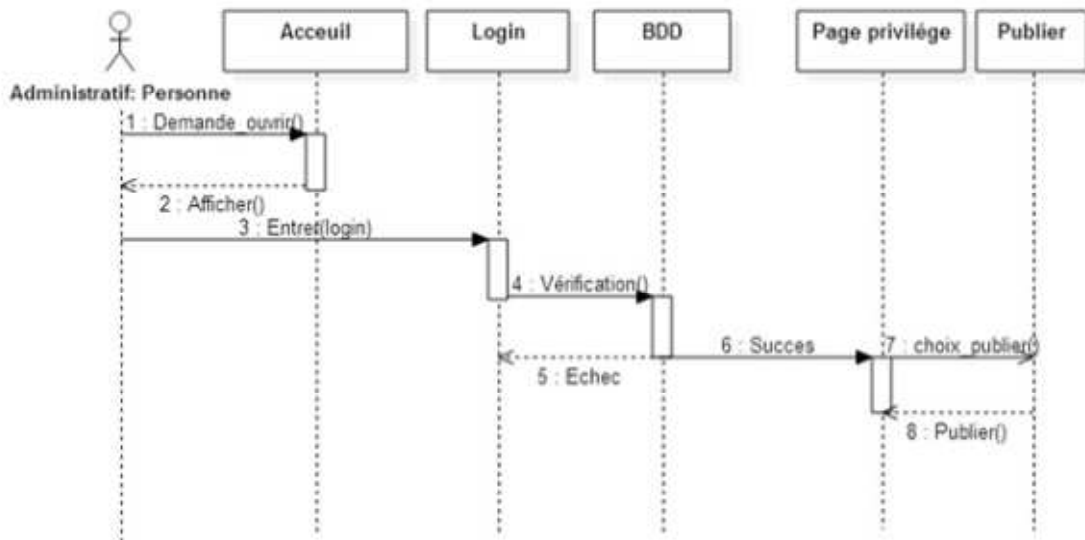 Acceuil
Login
BDD
Page privilége
Publier
Administratif: Personne
1 : Demande_ouvrir()
2 : Afficher()
3 : Entret(login)
4 : Vérification()
6 : Succes
7 : choix_publier()
5 : Echec
8 : Publier()